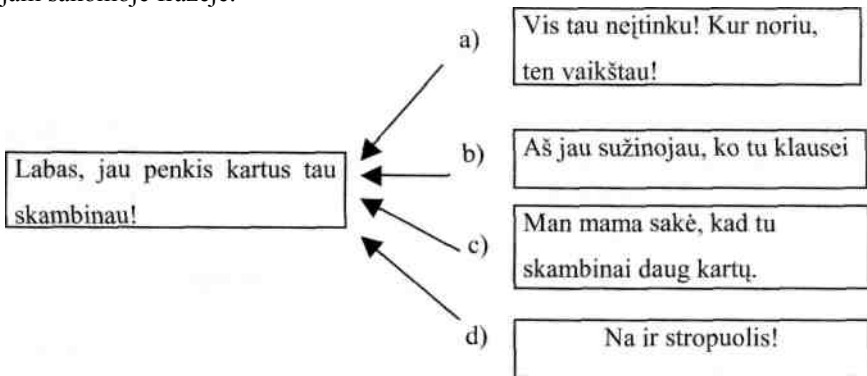 a)
Vis tau neįtinku! Kur noriu,
ten vaikštau!
Labas, jau penkis kartus tau
skambinau!
b)
Aš jau sužinojau, ko tu klausei
c)
Man mama sakė, kad tu
skambinai daug kartų.
d)
Na ir stropuolis!